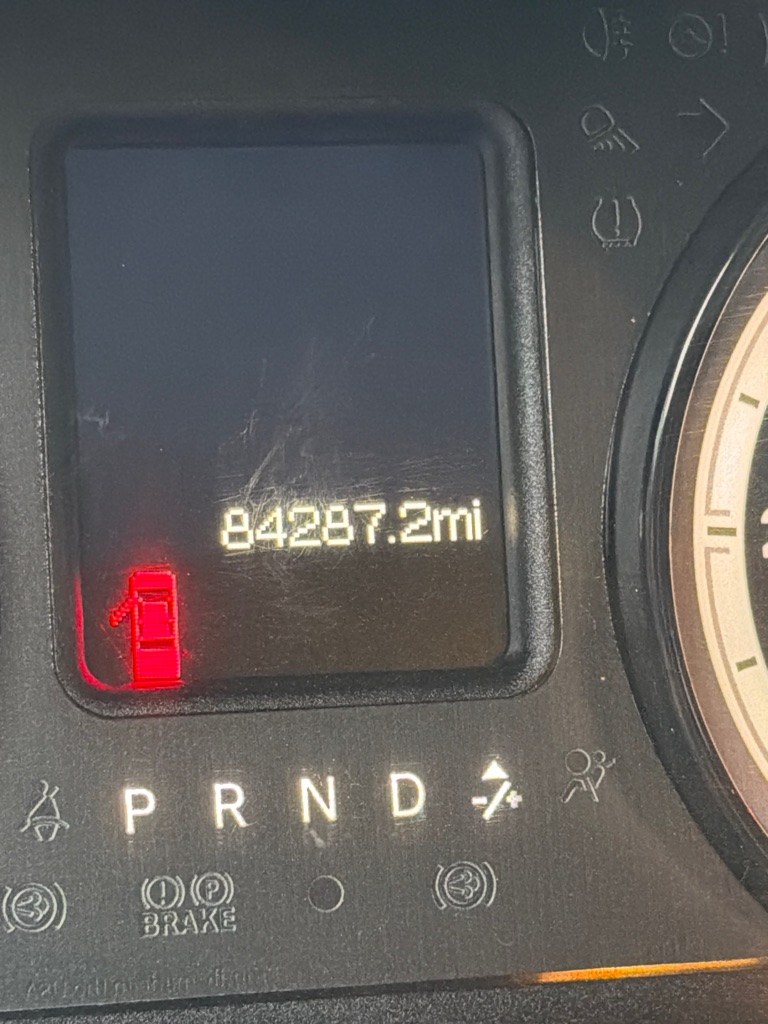 84287.2mi
P R N D -/+
BRAKE